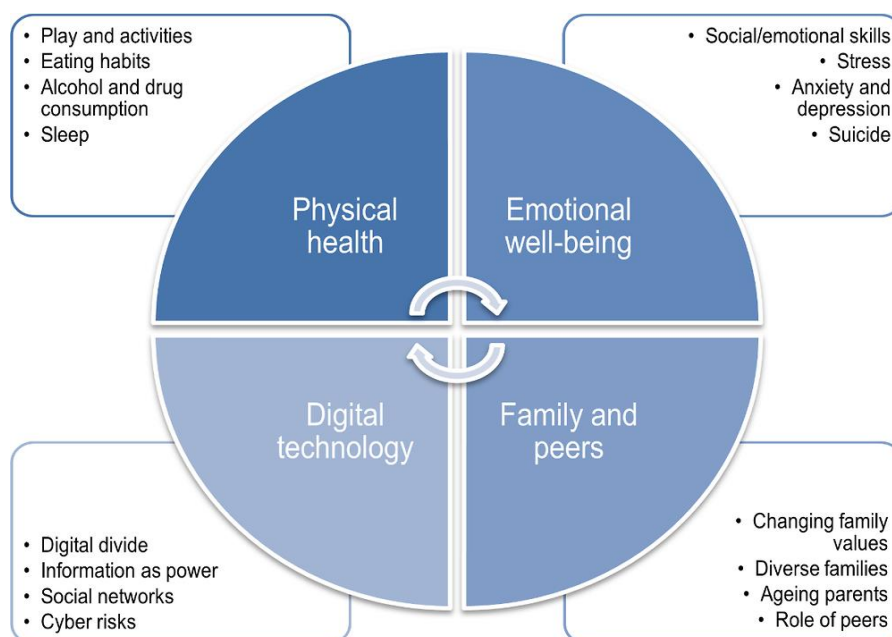 • Play and activities
• Eating habits
• Alcohol and drug
consumption
• Sleep
• Social/emotional skills
• Stress
• Anxiety and
depression
• Suicide
Physical
health
Emotional
well-being
Digital
technology
Family and
peers
• Digital divide
• Information as power
• Social networks
• Cyber risks
• Changing family
values
• Diverse families
• Ageing parents
• Role of peers